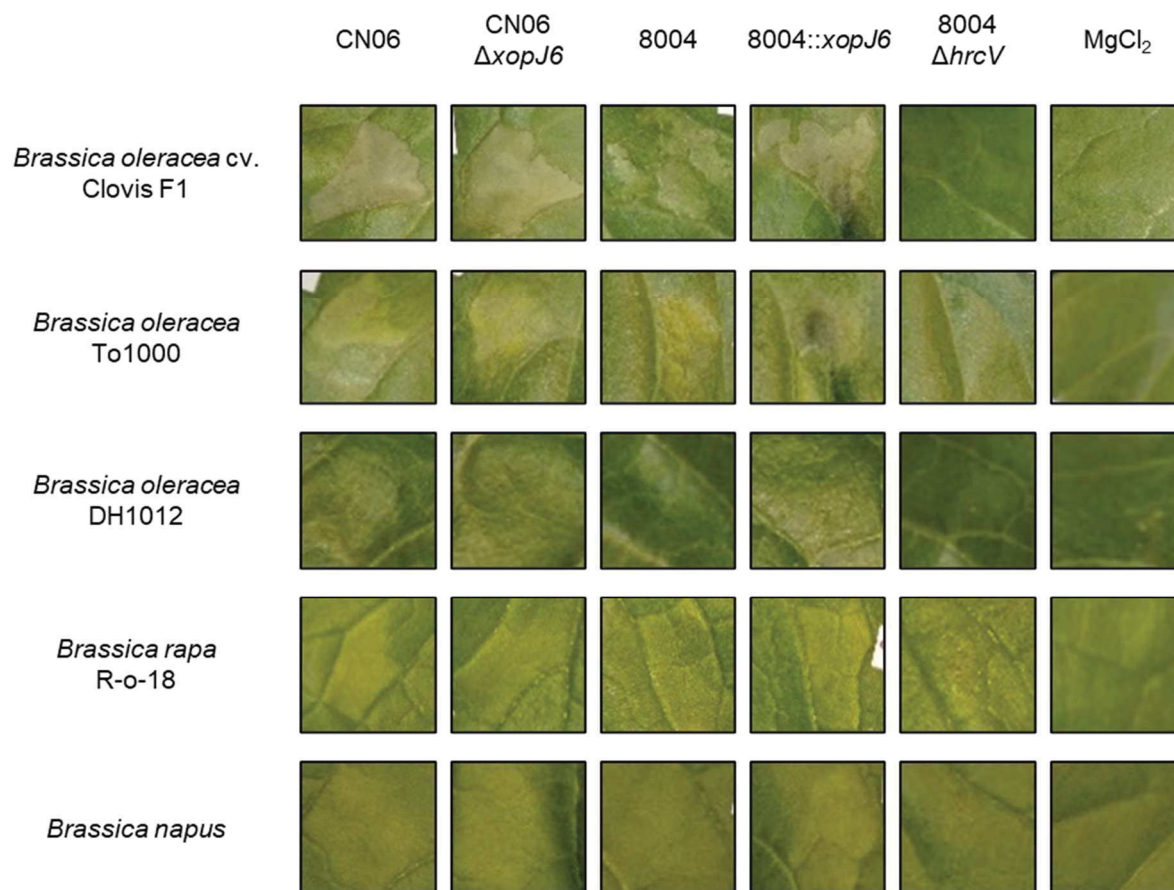 CN06
CN06
ΔxopJ6
8004
8004::xopJ6
8004
ΔhrcV
MgCl₂
Brassica oleracea cv.
Clovis F1
Brassica oleracea
To1000
Brassica oleracea
DH1012
Brassica rapa
R-o-18
Brassica napus